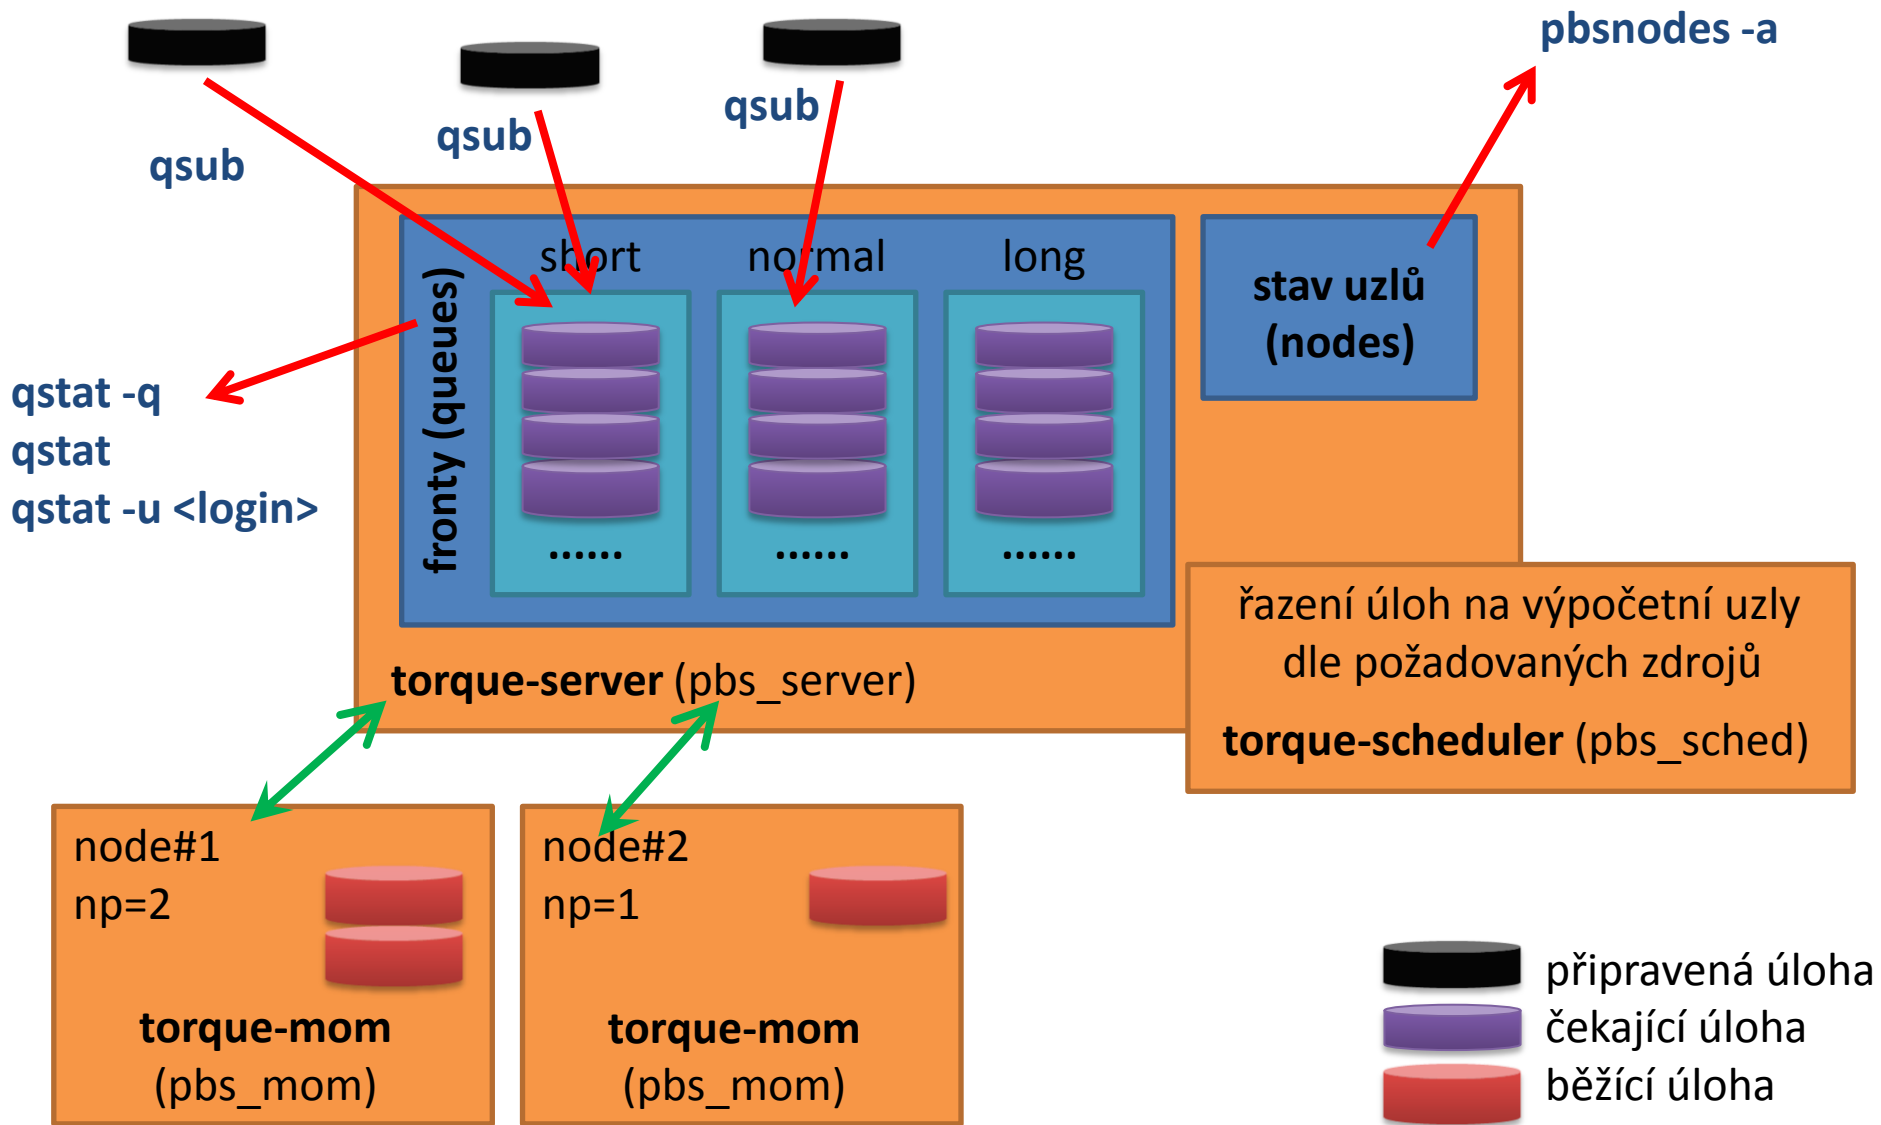 pbsnodes -a
qsub
qsub
qsub
short
normal
long
fronty (queues)
......
......
......
stav uzlů
(nodes)
qstat -q
qstat
qstat -u <login>
řazení úloh na výpočetní uzly
dle požadovaných zdrojů
torque-scheduler (pbs_sched)
torque-server (pbs_server)
node#1
np=2
torque-mom
(pbs_mom)
node#2
np=1
torque-mom
(pbs_mom)
připravená úloha
čekající úloha
běžící úloha